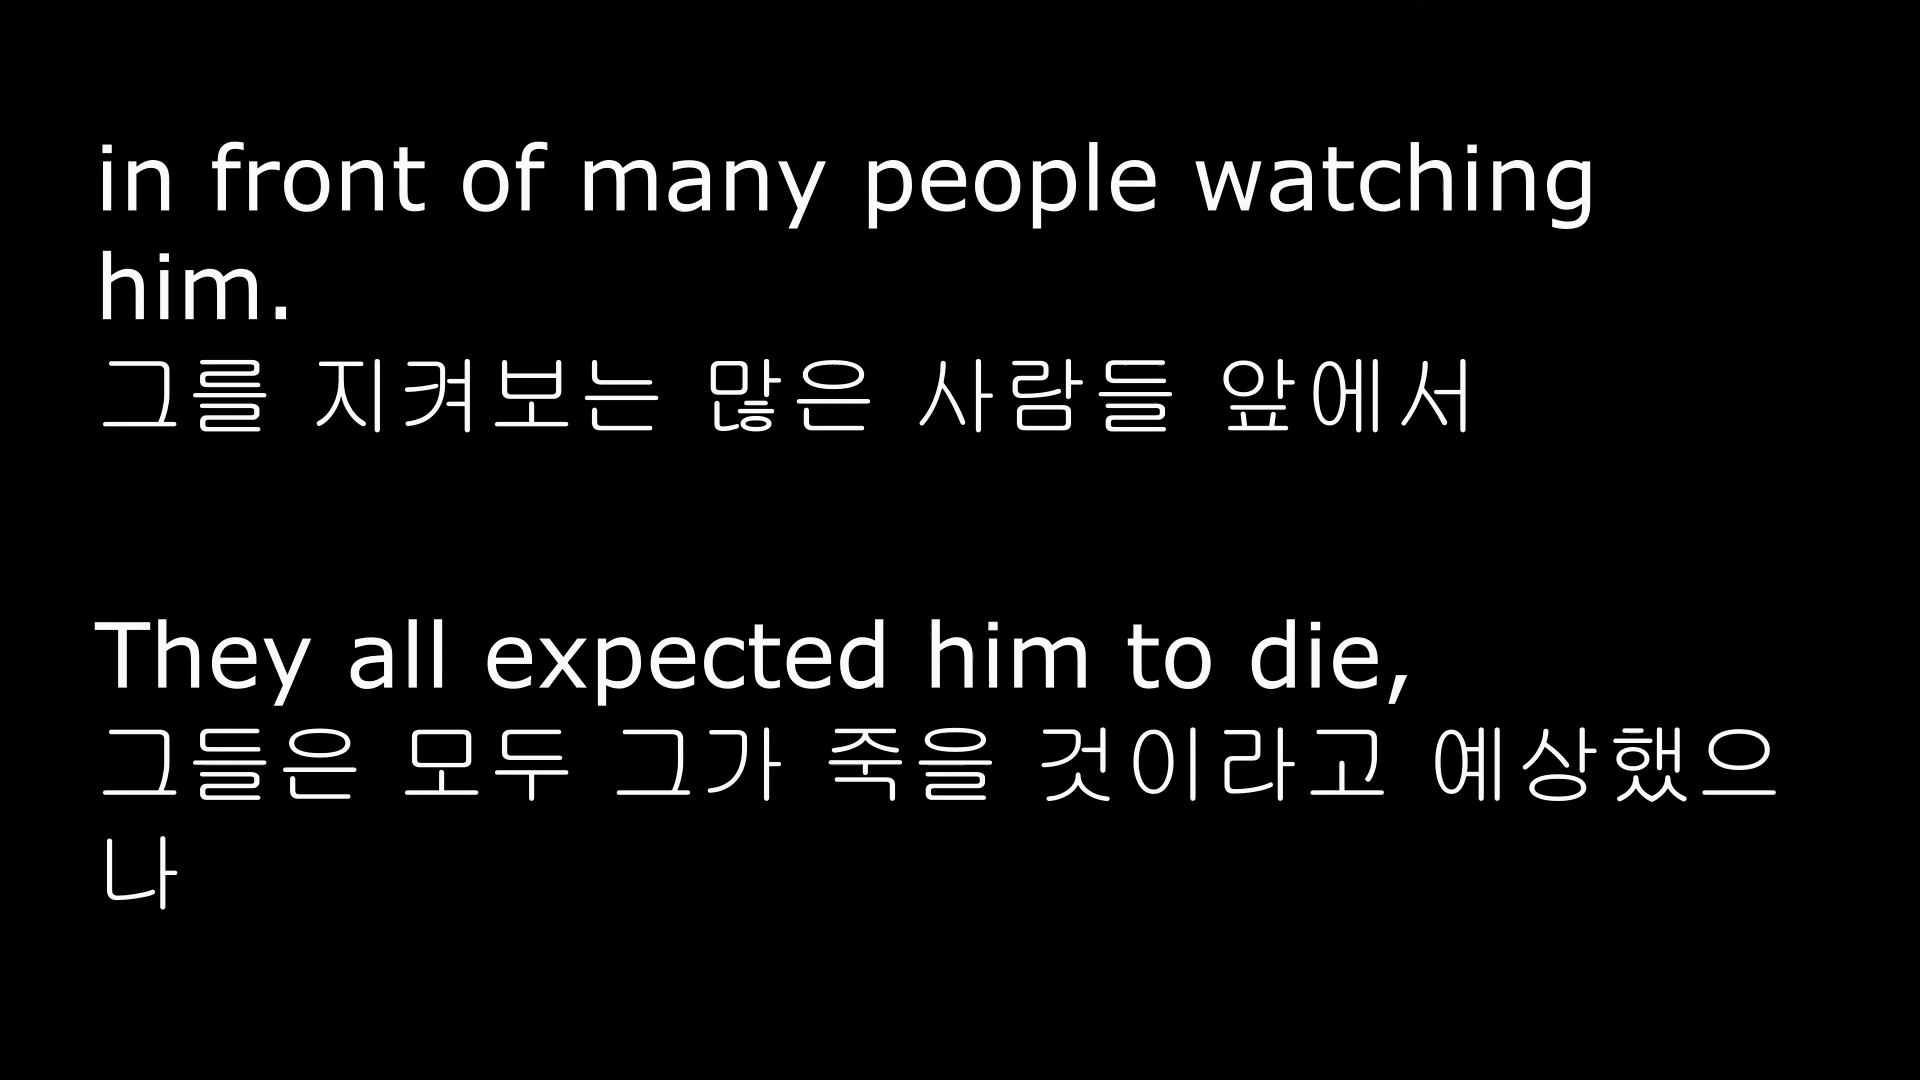 in front of many people watching
him.
그를 지켜보는 많은 사람들 앞에서
They all expected him to die,
그들은 모두 그가 죽을 것이라고 예상했으
나